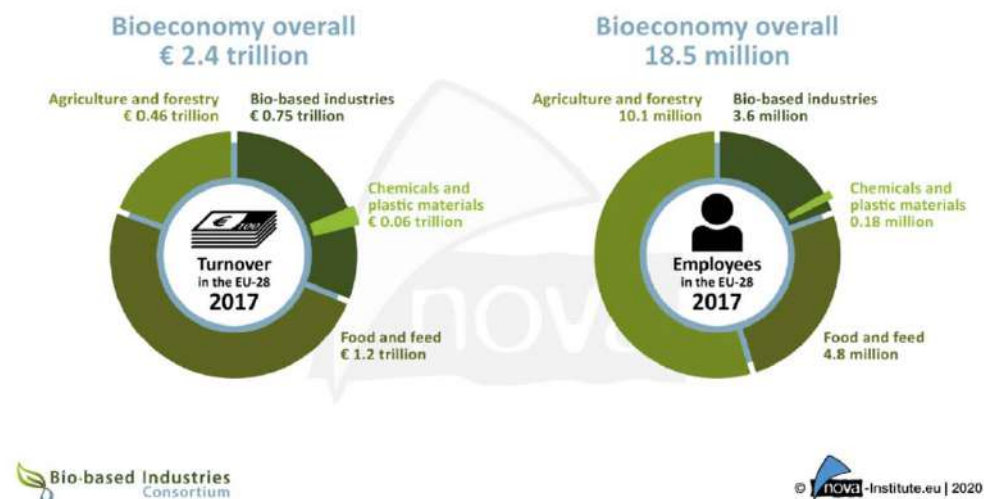 Bioeconomy overall
€ 2.4 trillion
Agriculture and forestry
€ 0.46 trillion
Bio-based industries
€ 0.75 trillion
Chemicals and
plastic materials
€ 0.06 trillion
€ 100
Turnover
in the EU-28
2017
Food and feed
€ 1.2 trillion
Bioeconomy overall
18.5 million
Agriculture and forestry
10.1 million
Bio-based industries
3.6 million
Chemicals and
plastic materials
0.18 million
Employees
in the EU-28
2017
Food and feed
4.8 million
nova
Bio-based Industries
Consortium
© nova-Institute.eu | 2020